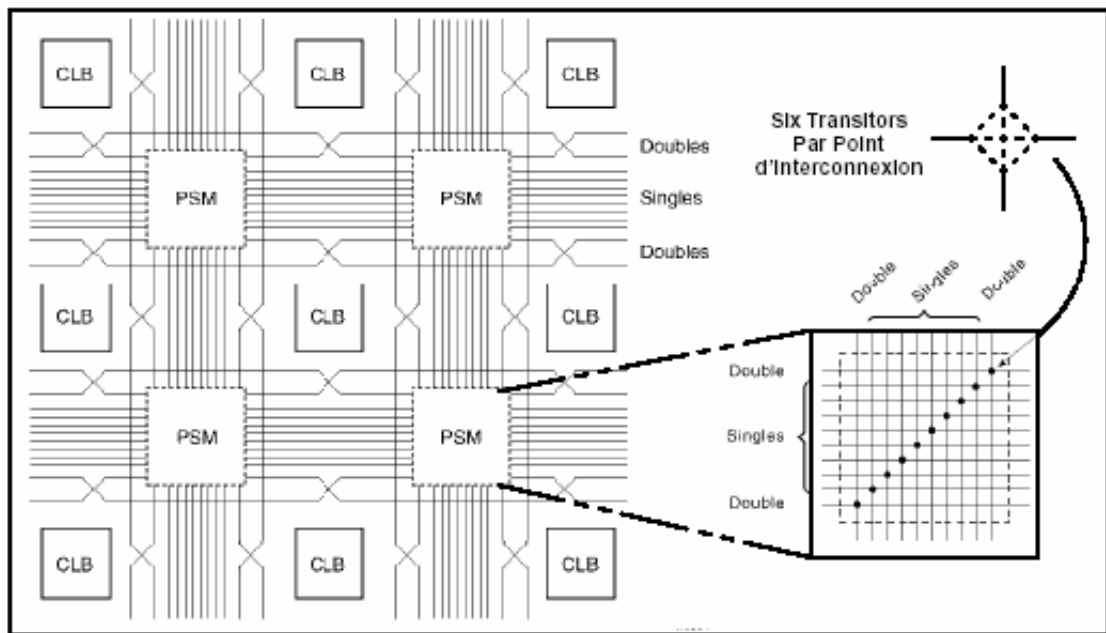 CLB CLB CLB
Doubles
PSM PSM
Singles
Doubles
CLB CLB CLB
PSM PSM
CLB CLB CLB
Six Transitors
Par Point
d'Interconnexion
Double
Singles
Double
Double
Singles
Double